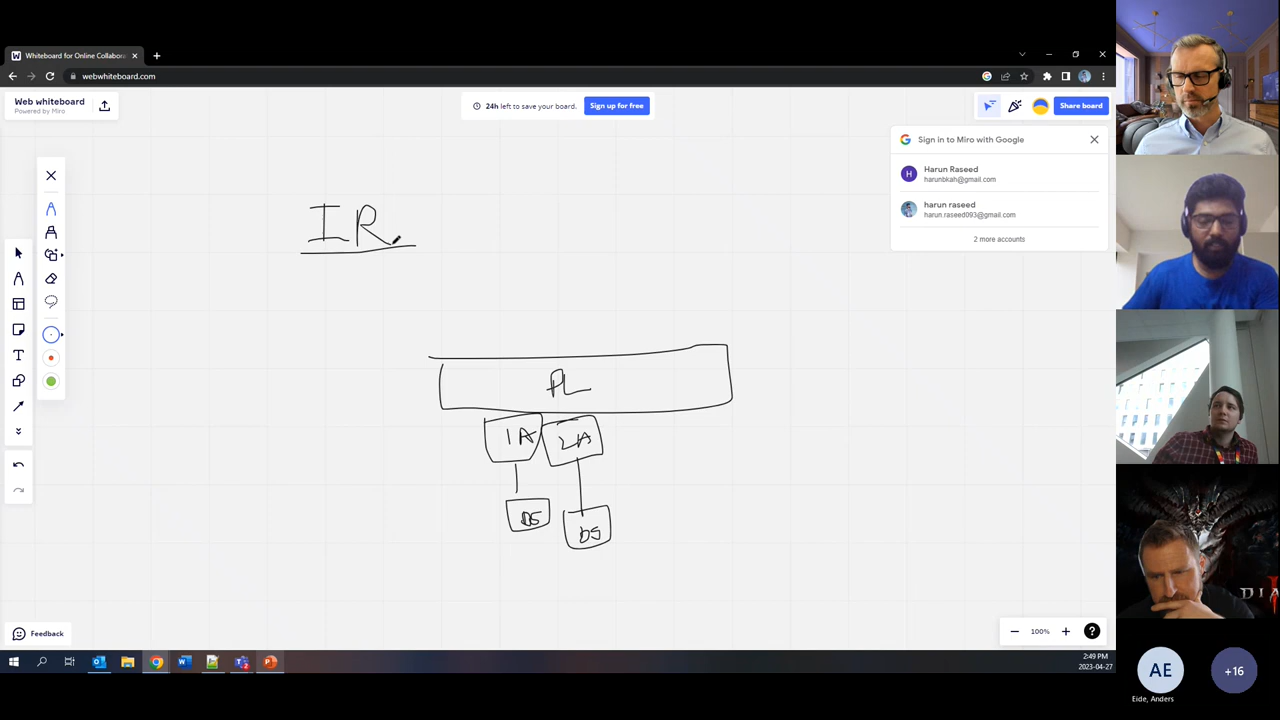 Whiteboard for Online Collabora
webwhiteboard.com
Web whiteboard
Powered by Miro
24h left to save your board.
Sign up for free
Share board
Sign in to Miro with Google
H
Harun Raseed
harunbkah@gmail.com
harun raseed
harun.raseed093@gmail.com
2 more accounts
IR
PL
1A
2A
DS
DS
T
Feedback
100%
?
2:49 PM
2023-04-27
DIA
AE
+16
Eide, Anders